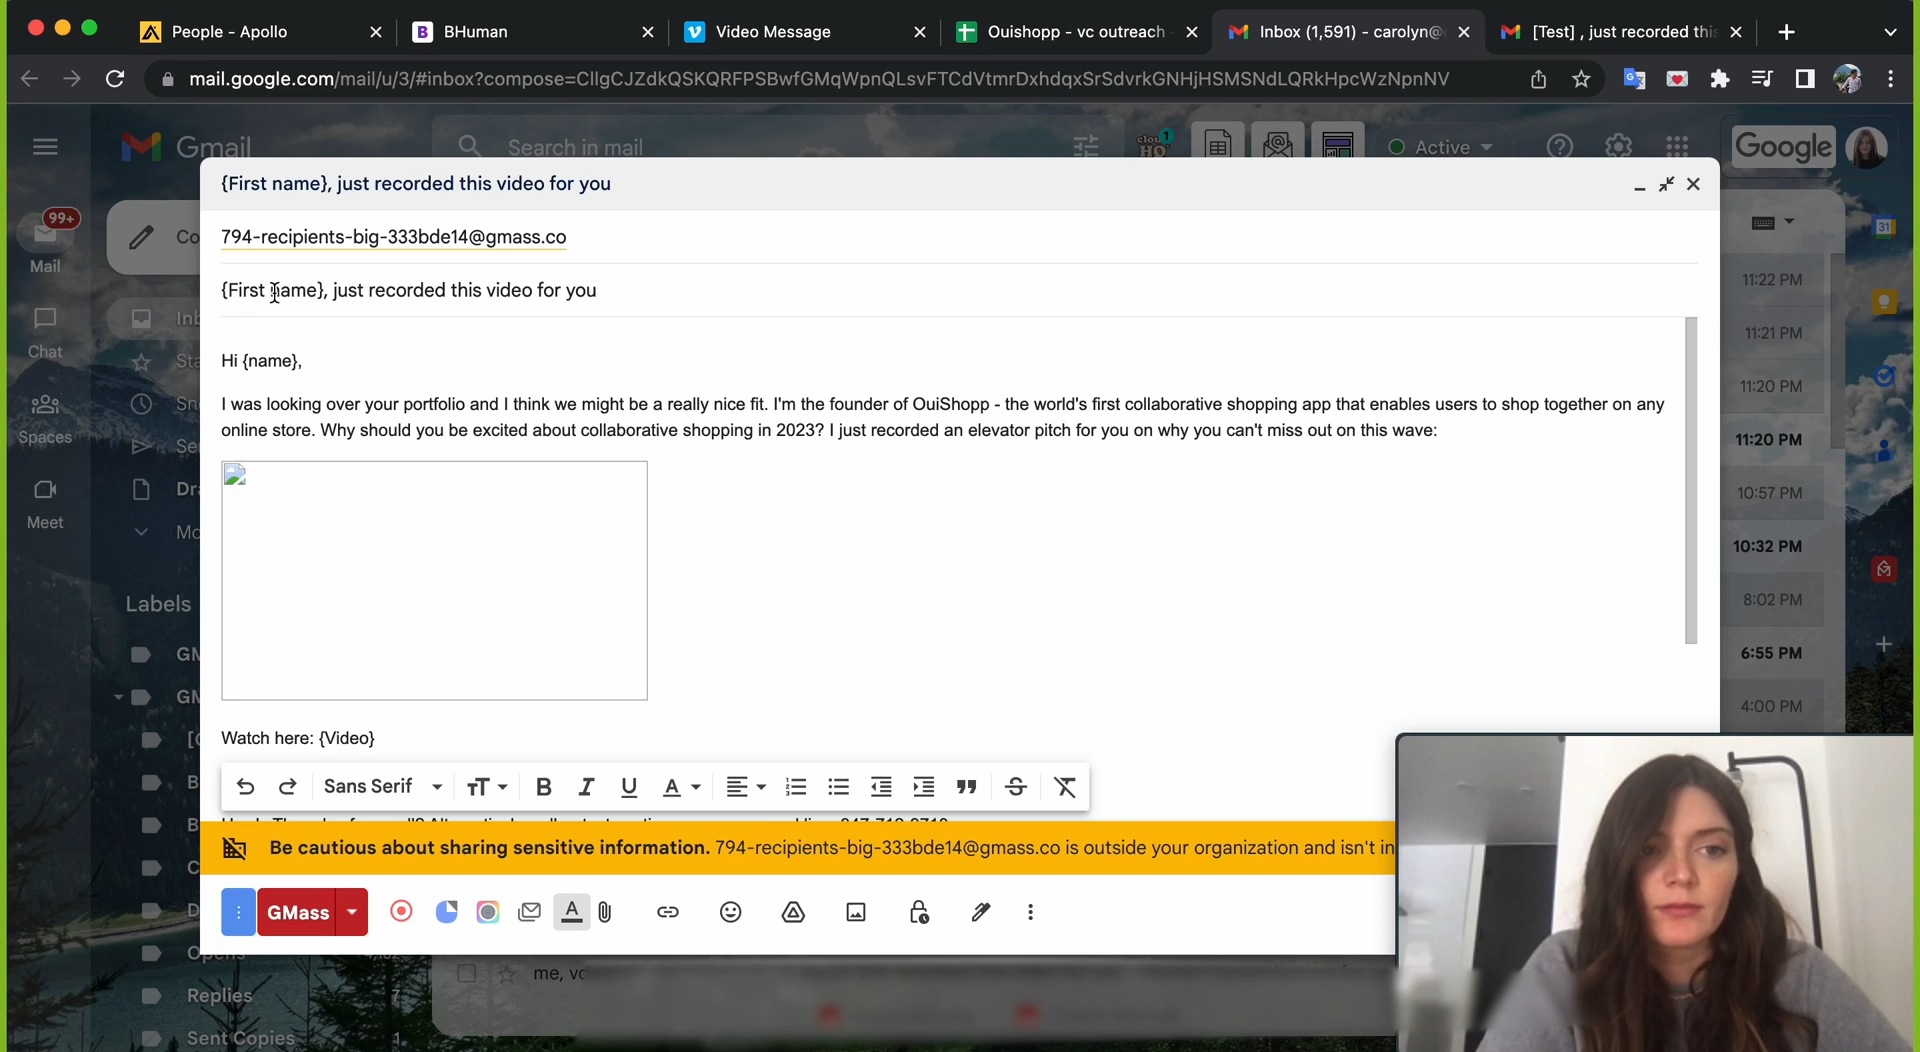 People - Apollo
BHuman
Video Message
Ouishopp - vc outreach
Inbox (1,591) - carolyn@
[Test] , just recorded this
mail.google.com/mail/u/3/#inbox?compose=CllgCJZdkQSKQRFPSBwfGMqWpnQLsvFTCdVtmrDxhdqxSrSdvrkGNHjHSMSNdLQRkHpcWzNpnNV
Gmail
Search in mail
1
Active
Google
{First name}, just recorded this video for you
99+
Mail
Chat
Spaces
Meet
Labels
794-recipients-big-333bde14@gmass.co
{First name}, just recorded this video for you
Hi {name},
I was looking over your portfolio and I think we might be a really nice fit. I'm the founder of OuiShopp - the world's first collaborative shopping app that enables users to shop together on any
online store. Why should you be excited about collaborative shopping in 2023? I just recorded an elevator pitch for you on why you can't miss out on this wave:
Watch here: {Video}
Sans Serif
Be cautious about sharing sensitive information. 794-recipients-big-333bde14@gmass.co is outside your organization and isn't in
GMass
31
11:22 PM
11:21 PM
11:20 PM
11:20 PM
10:57 PM
10:32 PM
8:02 PM
6:55 PM
4:00 PM
me,
Replies
7
Sent Copies
1